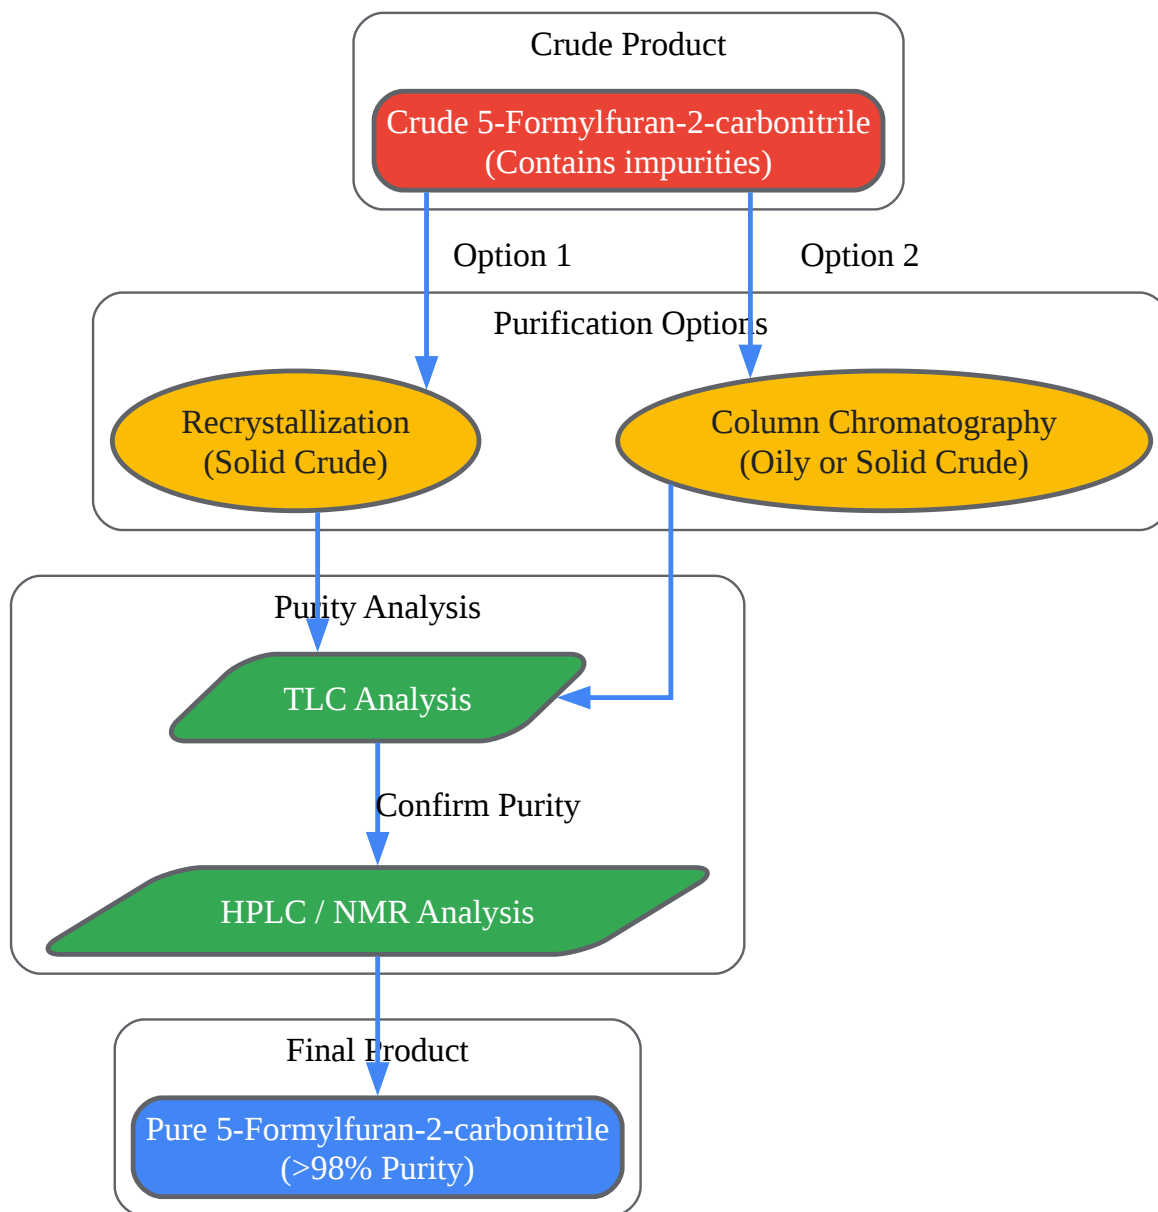 Crude Product
Crude 5-Formylfuran-2-carbonitrile
(Contains impurities)
Option 1
Option 2
Purification Options
Recrystallization
(Solid Crude)
Column Chromatography
(Oily or Solid Crude)
Purity Analysis
TLC Analysis
Confirm Purity
HPLC / NMR Analysis
Final Product
Pure 5-Formylfuran-2-carbonitrile
(>98% Purity)